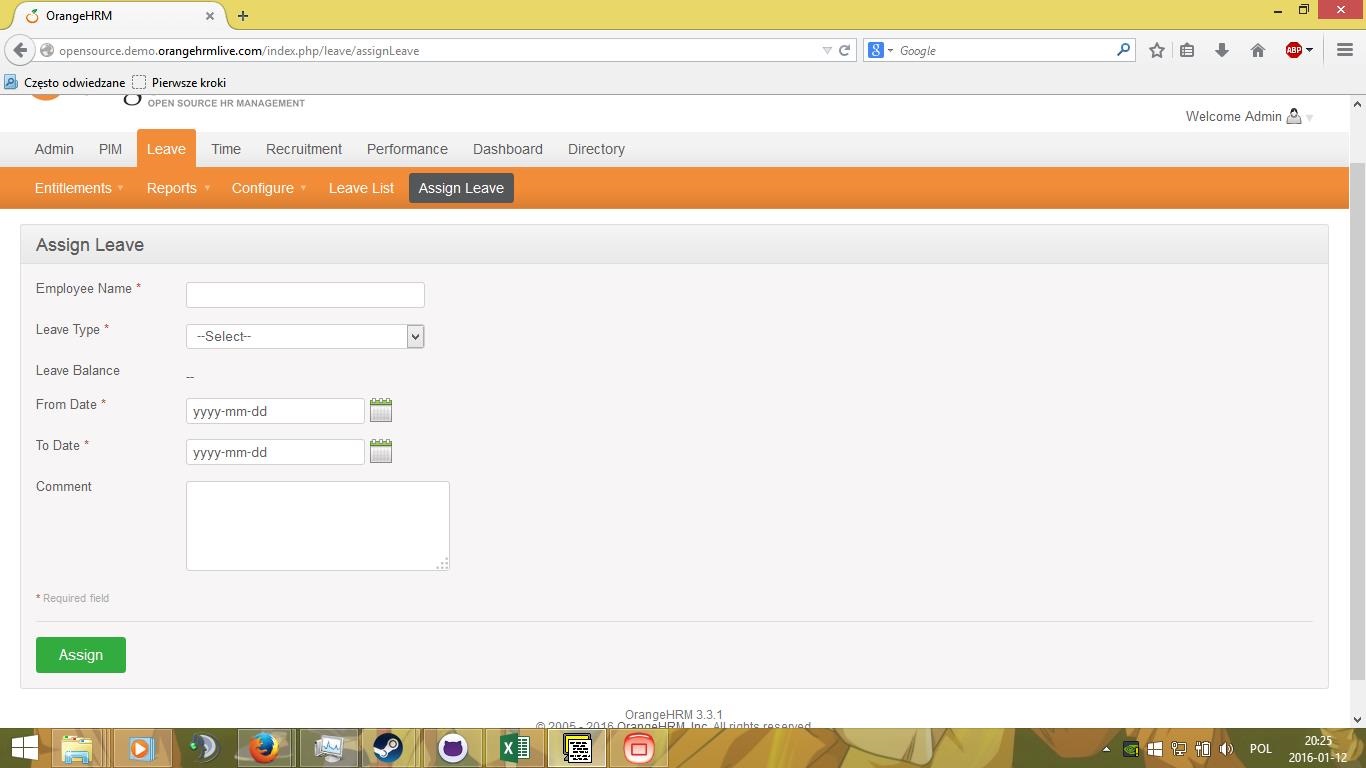 OrangeHRM
opensource.demo.orangehrmlive.com/index.php/leave/assignLeave
Google
ABP
Często odwiedzane Pierwsze kroki
OPEN SOURCE HR MANAGEMENT
Welcome Admin
Admin PIM Leave Time Recruitment Performance Dashboard Directory
Entitlements Reports Configure Leave List Assign Leave
Assign Leave
Employee Name *
Leave Type * --Select--
Leave Balance --
From Date * yyyy-mm-dd
To Date * yyyy-mm-dd
Comment
* Required field
Assign
OrangeHRM 3.3.1
© 2005 - 2016 OrangeHRM, Inc. All rights reserved
POL
20:25
2016-01-12